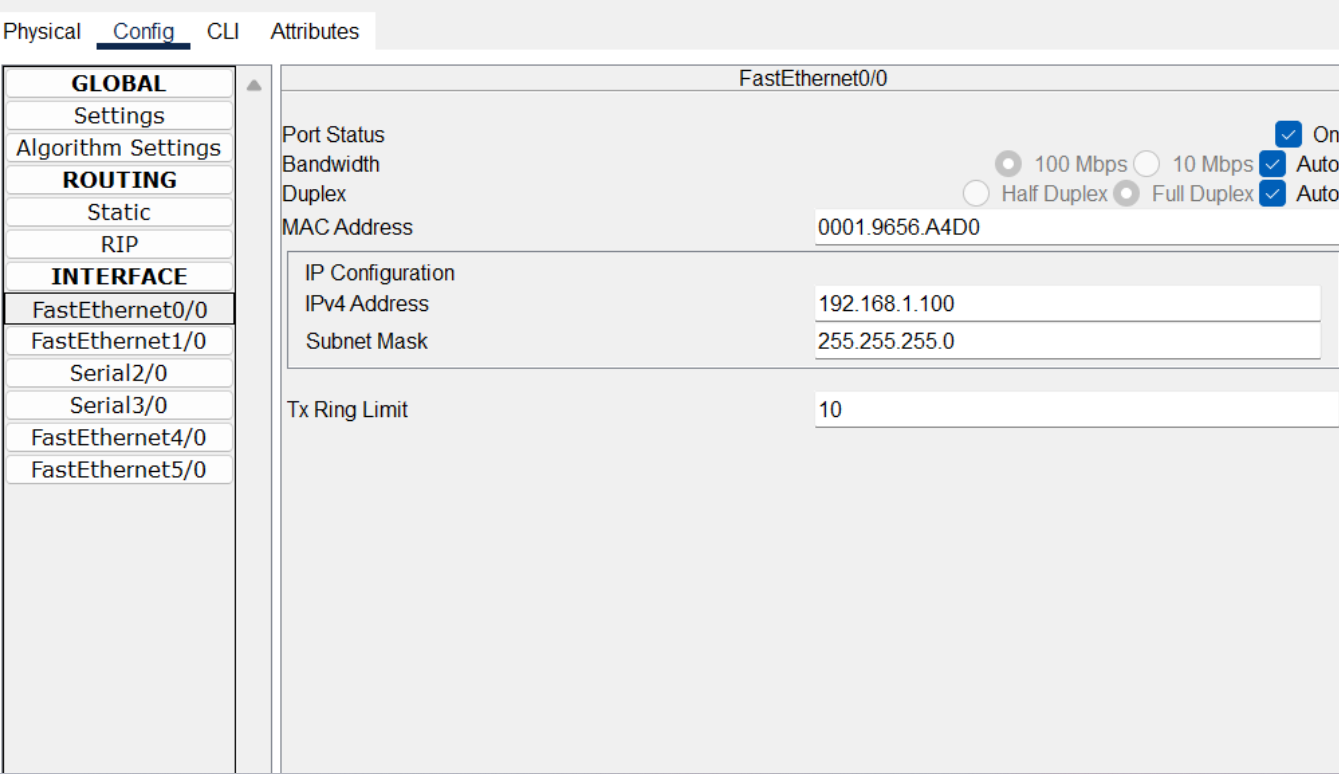 Physical Config CLI Attributes
GLOBAL
Settings
Algorithm Settings
ROUTING
Static
RIP
INTERFACE
FastEthernet0/0
FastEthernet1/0
Serial2/0
Serial3/0
FastEthernet4/0
FastEthernet5/0
FastEthernet0/0
Port Status On
Bandwidth 100 Mbps 10 Mbps Auto
Duplex Half Duplex Full Duplex Auto
MAC Address 0001.9656.A4D0
IP Configuration
IPv4 Address 192.168.1.100
Subnet Mask 255.255.255.0
Tx Ring Limit 10